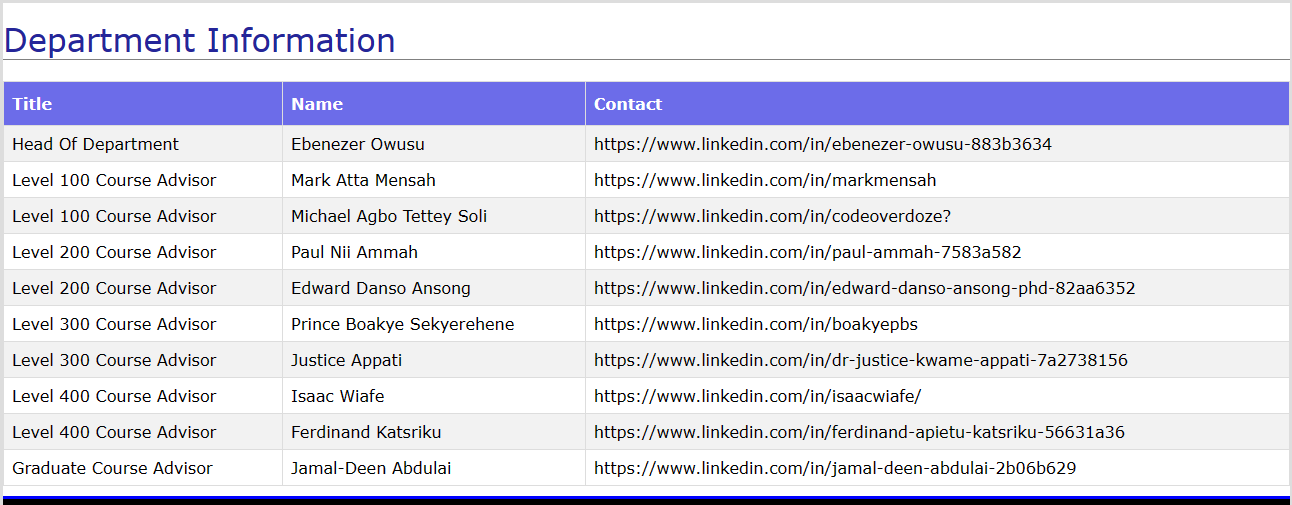 Department Information
Title Name Contact
Head Of Department Ebenezer Owusu https://www.linkedin.com/in/ebenezer-owusu-883b3634
Level 100 Course Advisor Mark Atta Mensah https://www.linkedin.com/in/markmensah
Level 100 Course Advisor Michael Agbo Tettey Soli https://www.linkedin.com/in/codeoverdoze?
Level 200 Course Advisor Paul Nii Ammah https://www.linkedin.com/in/paul-ammah-7583a582
Level 200 Course Advisor Edward Danso Ansong https://www.linkedin.com/in/edward-danso-ansong-phd-82aa6352
Level 300 Course Advisor Prince Boakye Sekyerehene https://www.linkedin.com/in/boakyepbs
Level 300 Course Advisor Justice Appati https://www.linkedin.com/in/dr-justice-kwame-appati-7a2738156
Level 400 Course Advisor Isaac Wiafe https://www.linkedin.com/in/isaacwiafe/
Level 400 Course Advisor Ferdinand Katsriku https://www.linkedin.com/in/ferdinand-apietu-katsriku-56631a36
Graduate Course Advisor Jamal-Deen Abdulai https://www.linkedin.com/in/jamal-deen-abdulai-2b06b629